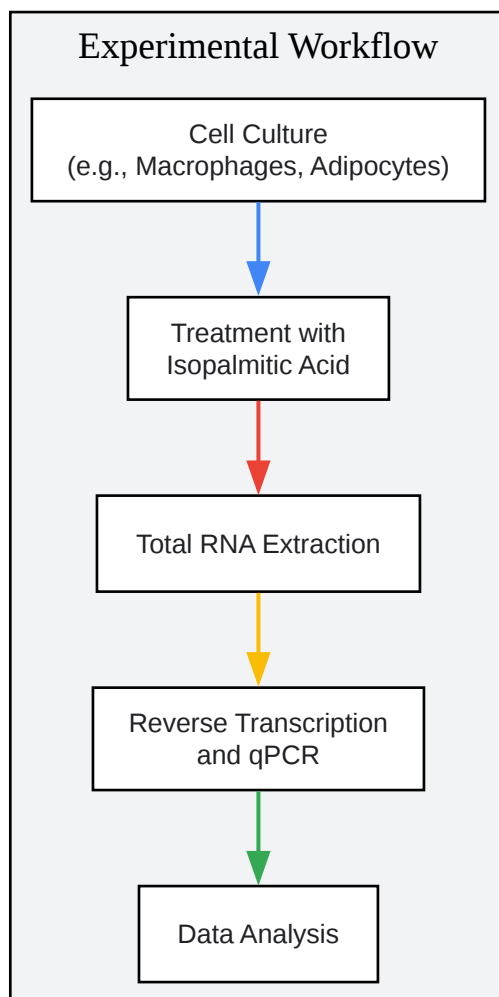 Experimental Workflow
Cell Culture
(e.g., Macrophages, Adipocytes)
Treatment with
Isopalmitic Acid
Total RNA Extraction
Reverse Transcription
and qPCR
Data Analysis